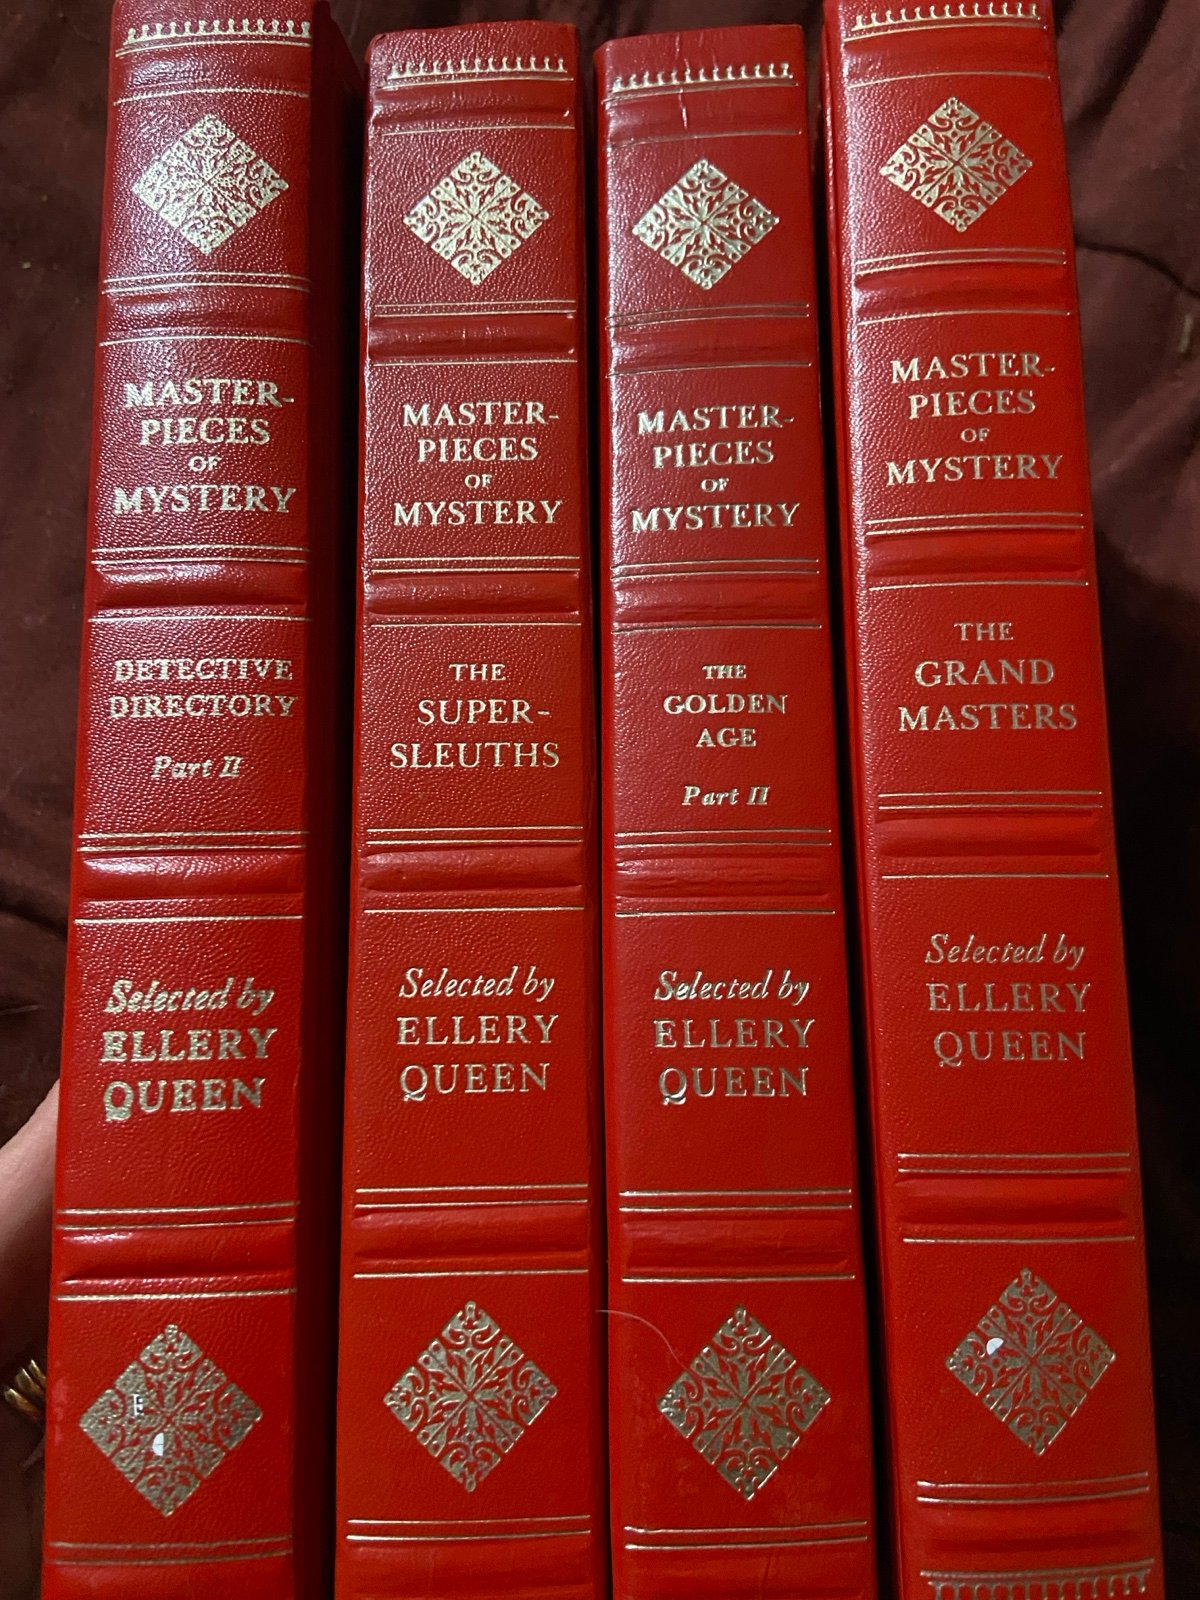 MASTER-
PIECES
OF
MYSTERY
DETECTIVE
DIRECTORY
Part II
Selected by
ELLERY
QUEEN
MASTER-
PIECES
OF
MYSTERY
THE
SUPER-
SLEUTHS
Selected by
ELLERY
QUEEN
MASTER-
PIECES
OF
MYSTERY
THE
GOLDEN
AGE
Part II
Selected by
ELLERY
QUEEN
MASTER-
PIECES
OF
MYSTERY
THE
GRAND
MASTERS
Selected by
ELLERY
QUEEN